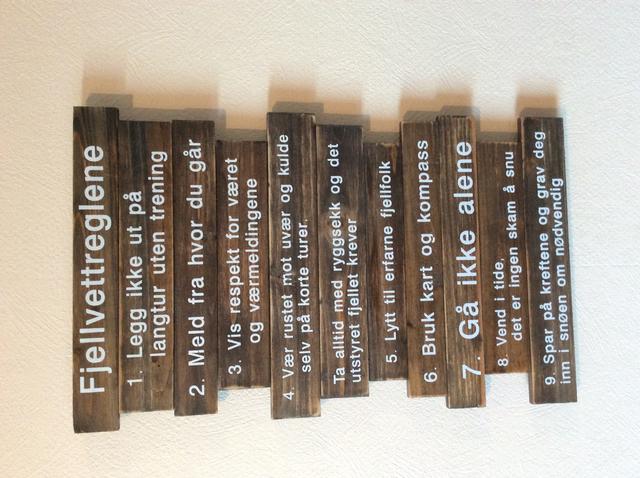 Fjellvettreglene
1. Legg ikke ut på
langtur uten trening
2. Meld fra hvor du går
3. Vis respekt for været
og værmeldingene
4. Vær rustet mot uvær og kulde
selv på korte turer.
Ta alltid med ryggsekk og det
utstyret fjellet krever
5. Lytt til erfarne fjellfolk
6. Bruk kart og kompass
7. Gå ikke alene
8 Vend i tide,
det er ingen skam å snu
9. Spar på kreftene og grav deg
inn i snøen om nødvendig